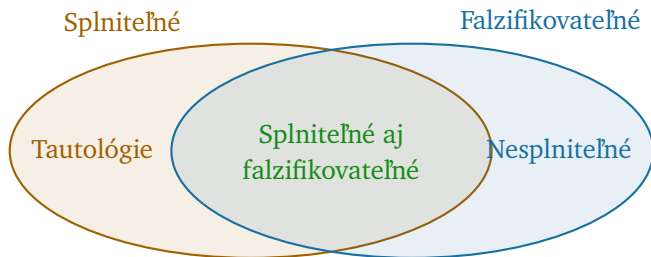 Splniteľné
Falzifikovateľné
Tautológie
Splniteľné aj
falzifikovateľné
Nesplniteľné